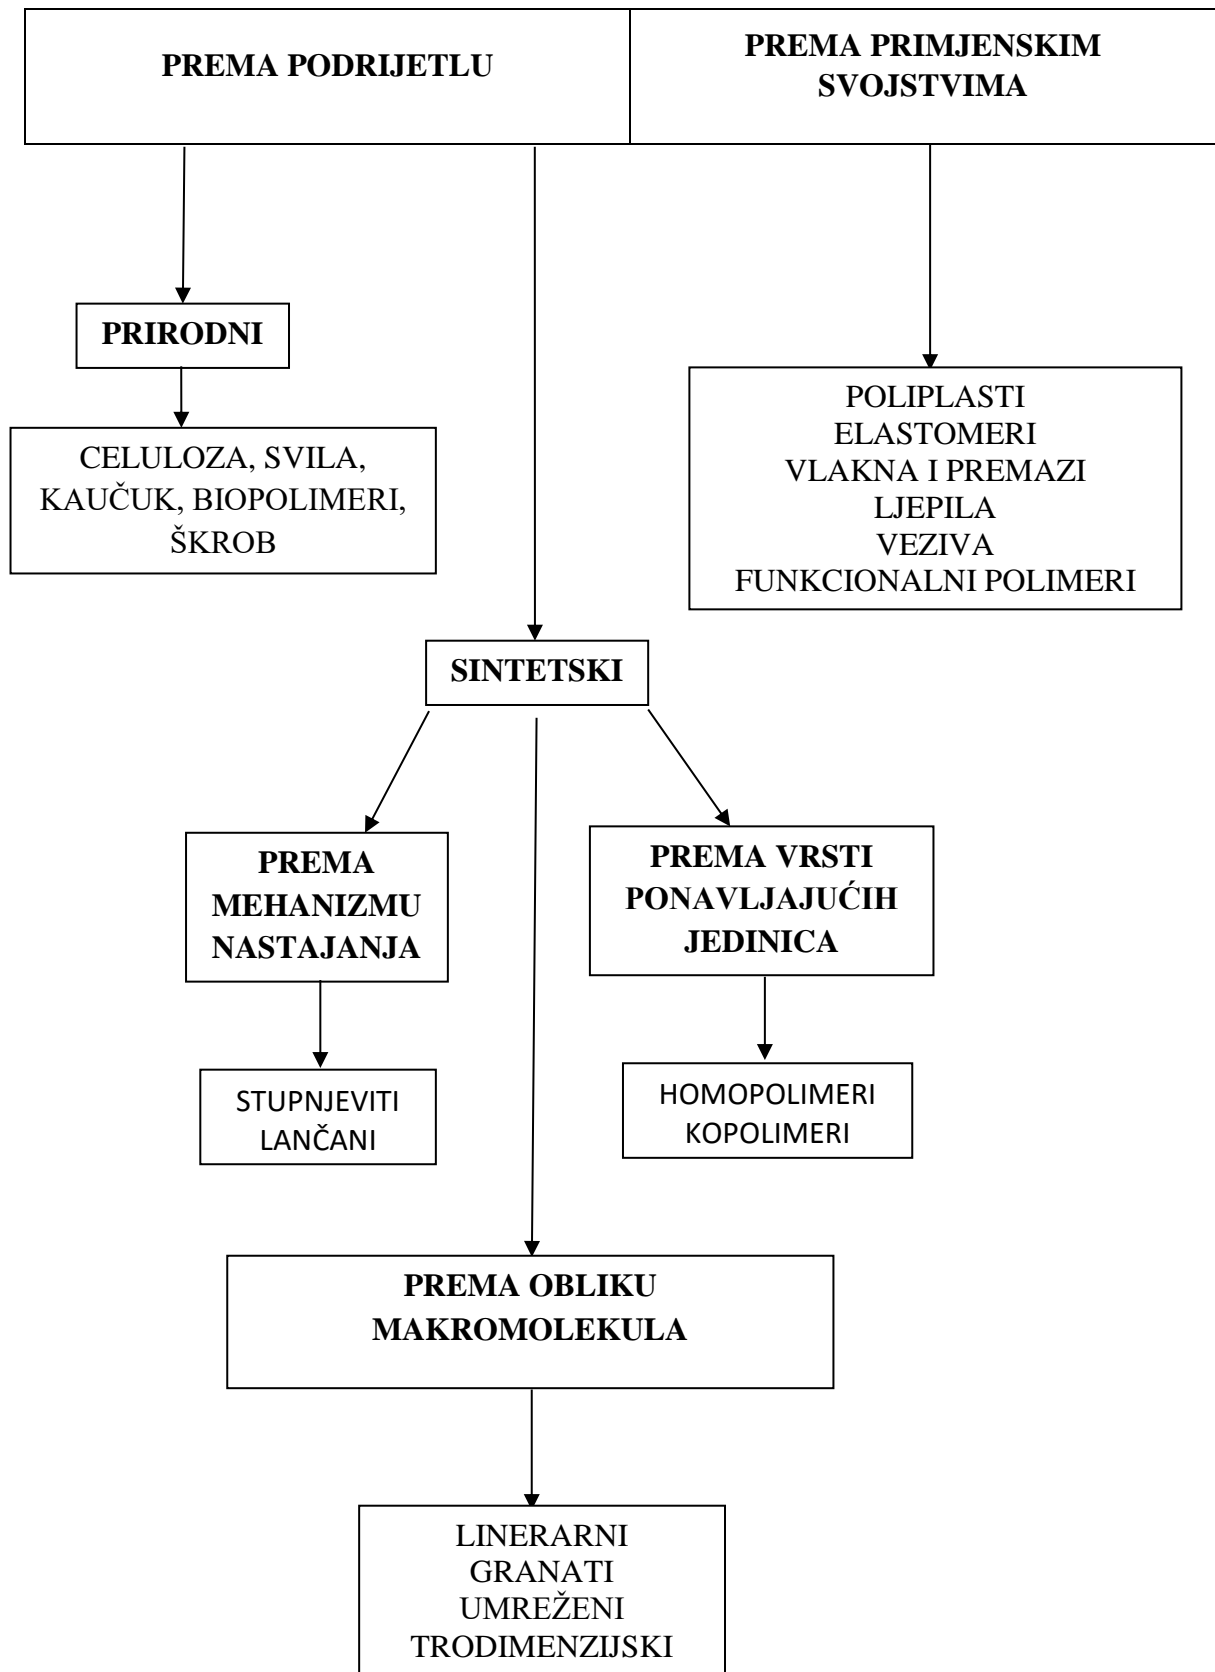 PREMA PODRIJETLU
PREMA PRIMJENSKIM
SVOJSTVIMA
PRIRODNI
CELULOZA, SVILA,
KAUČUK, BIOPOLIMERI,
ŠKROB
POLIPLASTI
ELASTOMERI
VLAKNA I PREMAZI
LJEPILA
VEZIVA
FUNKCIONALNI POLIMERI
SINTETSKI
PREMA
MEHANIZMU
NASTAJANJA
PREMA VRSTI
PONAVLJAJUĆIH
JEDINICA
STUPNJEVITI
LANČANI
HOMOPOLIMERI
KOPOLIMERI
PREMA OBLIKU
MAKROMOLEKULA
LINERARNI
GRANATI
UMREŽENI
TRODIMENZIJSKI